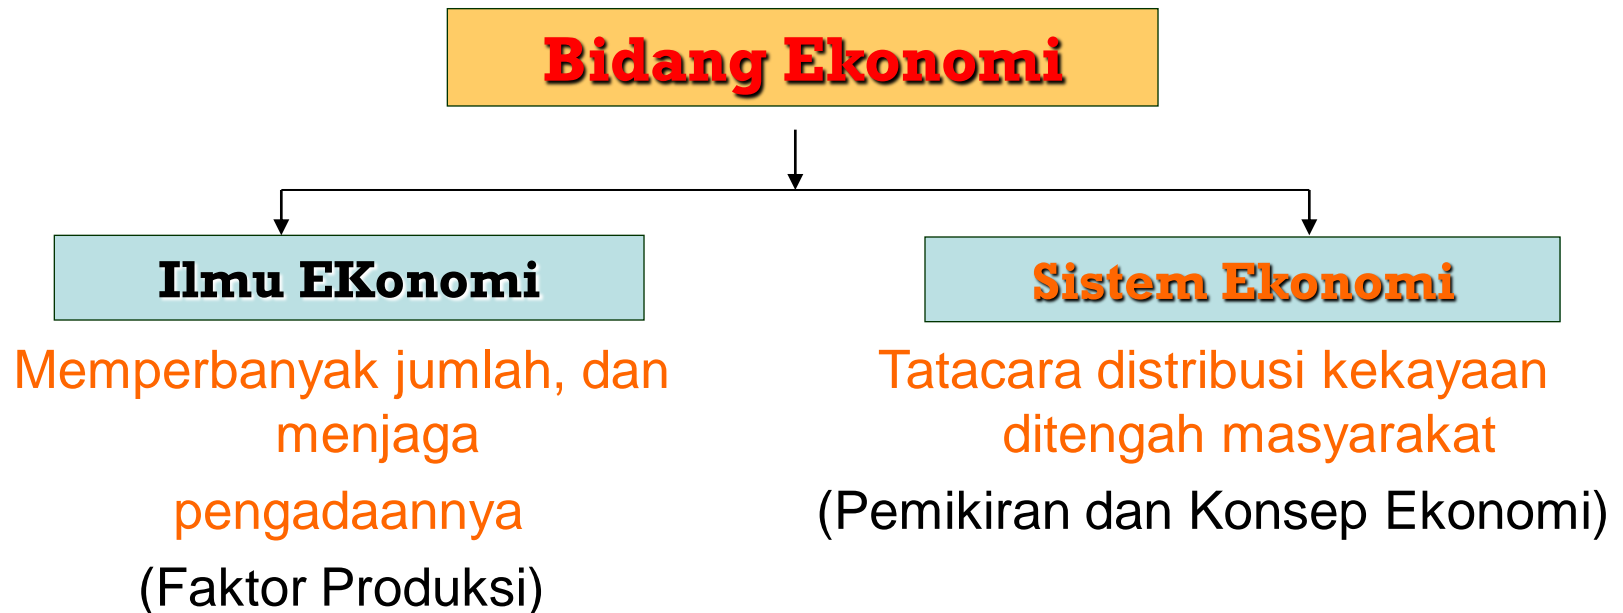 Bidang Ekonomi
Ilmu EKonomi
Memperbanyak jumlah, dan
menjaga
pengadaannya
(Faktor Produksi)
Sistem Ekonomi
Tatacara distribusi kekayaan
ditengah masyarakat
(Pemikiran dan Konsep Ekonomi)